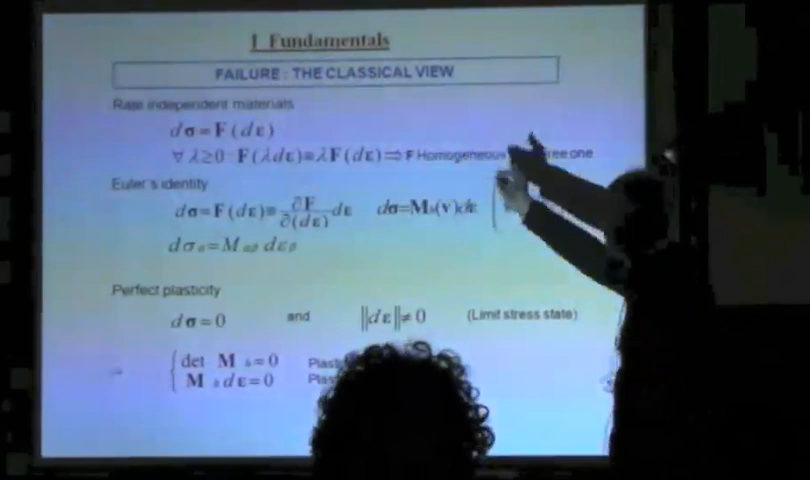 1 Fundamentals
FAILURE : THE CLASSICAL VIEW
Rate independent materials
dσ = F (dε)
∀ λ≥0 F(λdε) = λF(dε) ⇒ F Homogeneous one
Euler's identity
dσ = F(dε) = ∂F/∂(dε) dε dσ=M(v)dε
dσα = Mαβ dεβ
Perfect plasticity
dσ = 0 and ‖dε‖ ≠ 0 (Limit stress state)
det M = 0
M dε = 0